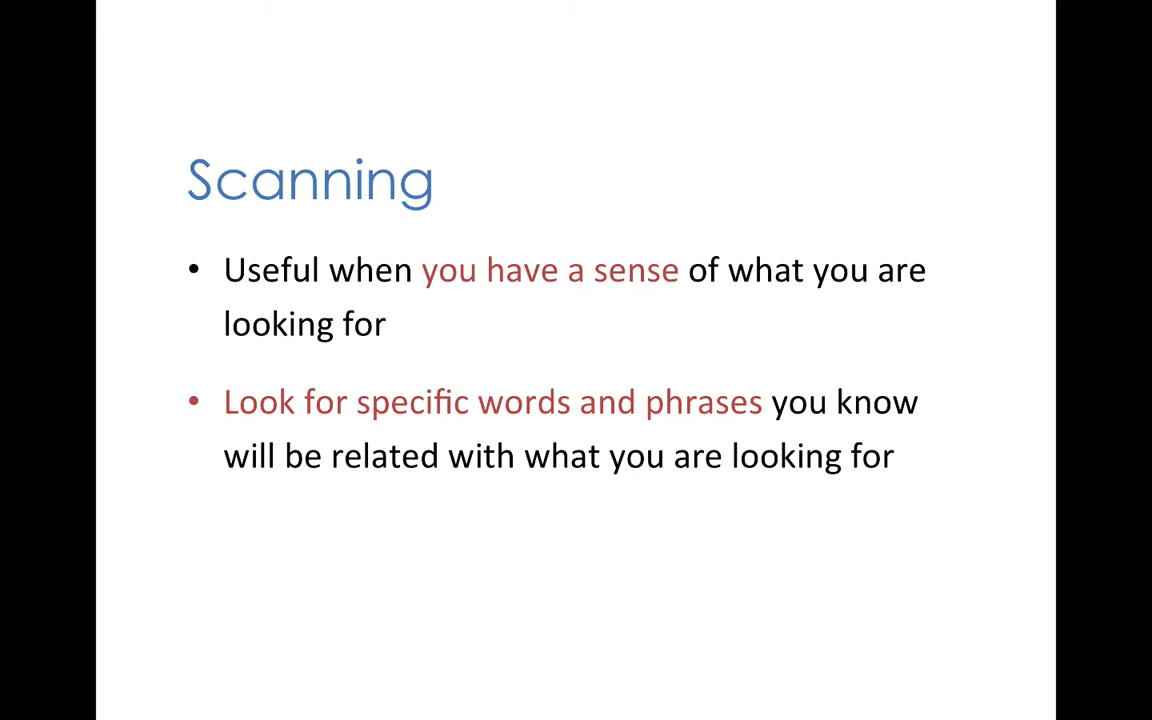 Scanning
• Useful when you have a sense of what you are
looking for
• Look for specific words and phrases you know
will be related with what you are looking for